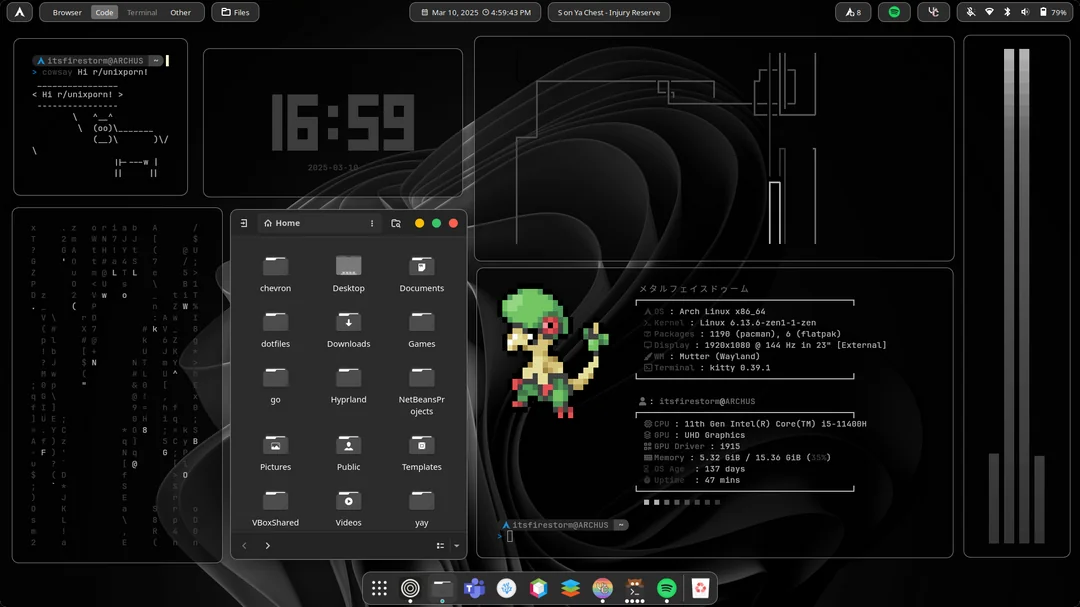 Browser Code Terminal Other Files
Mar 10, 2025 4:59:43 PM
S on Ya Chest - Injury Reserve
8
79%
itsfirestorm@ARCHUS ~
> cowsay Hi r/unixporn!
< Hi r/unixporn! >
16:59
2025-03-10
Home
chevron Desktop Documents
dotfiles Downloads Games
go Hyprland NetBeansPr
ojects
Pictures Public Templates
VBoxShared Videos yay
メタルフェイスドゥーム
OS : Arch Linux x86_64
Kernel : Linux 6.13.6-zen1-1-zen
Packages : 1190 (pacman), 6 (flatpak)
Display : 1920x1080 @ 144 Hz in 23" [External]
WM : Mutter (Wayland)
Terminal : kitty 0.39.1
: itsfirestorm@ARCHUS
CPU : 11th Gen Intel(R) Core(TM) i5-11400H
GPU : UHD Graphics
GPU Driver : i915
Memory : 5.32 GiB / 15.36 GiB (35%)
OS Age : 137 days
Uptime : 47 mins
itsfirestorm@ARCHUS ~
>